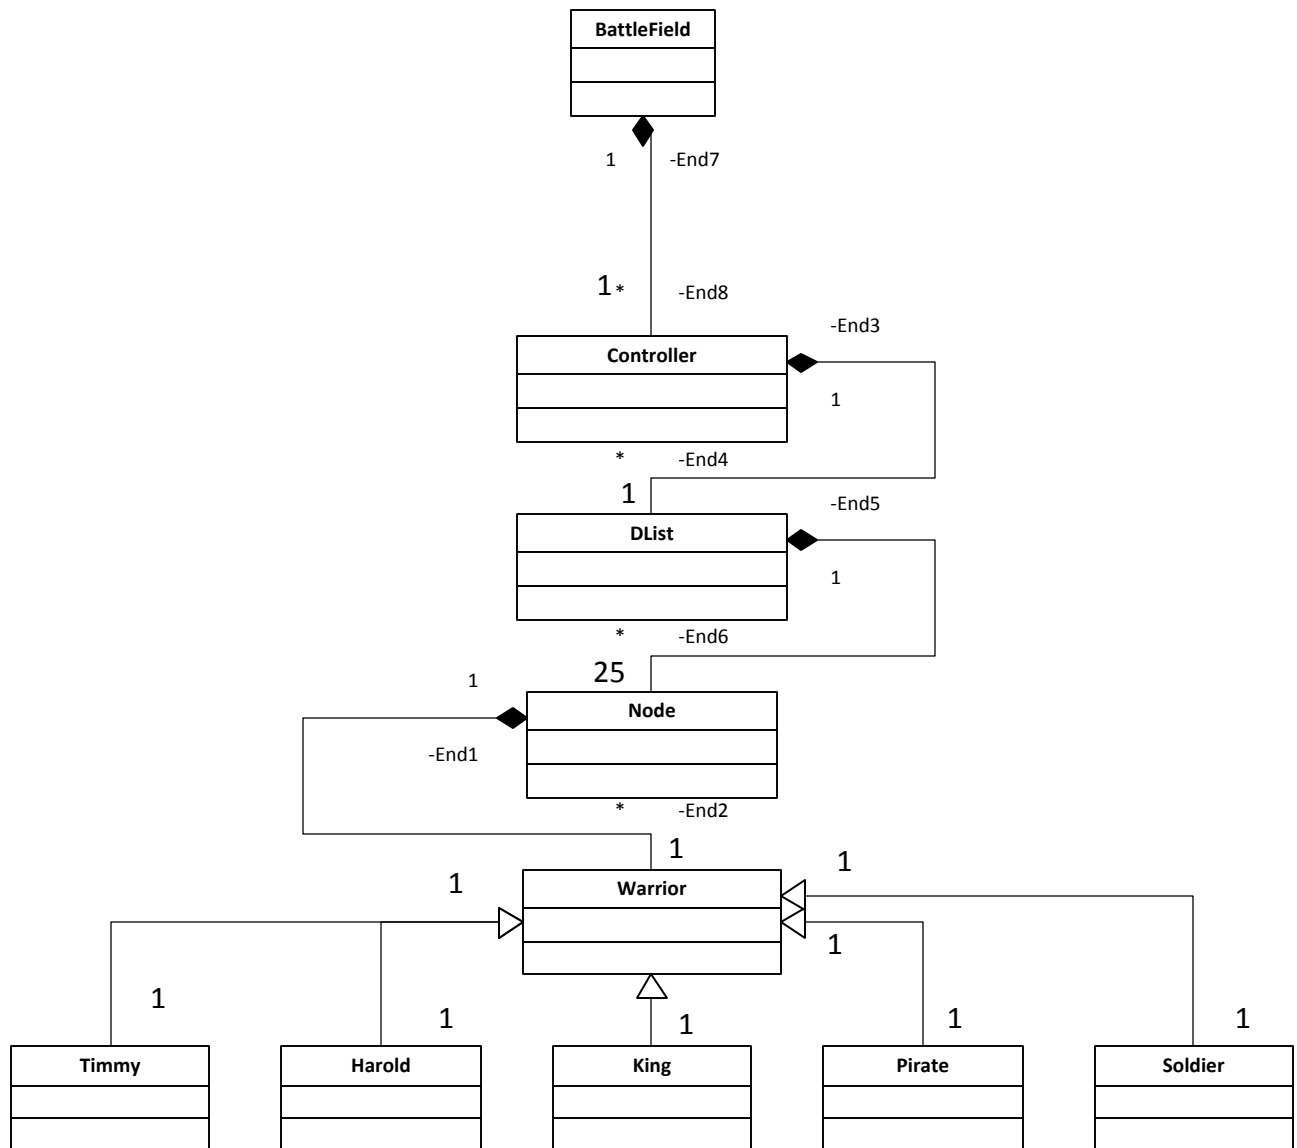 BattleField
1 -End7
1* -End8
-End3
Controller
1
* -End4
1
-End5
DList
1
* -End6
25
1
Node
-End1
* -End2
1
1
1
Warrior
1
1
1
1
1
1
Timmy
Harold
King
Pirate
Soldier